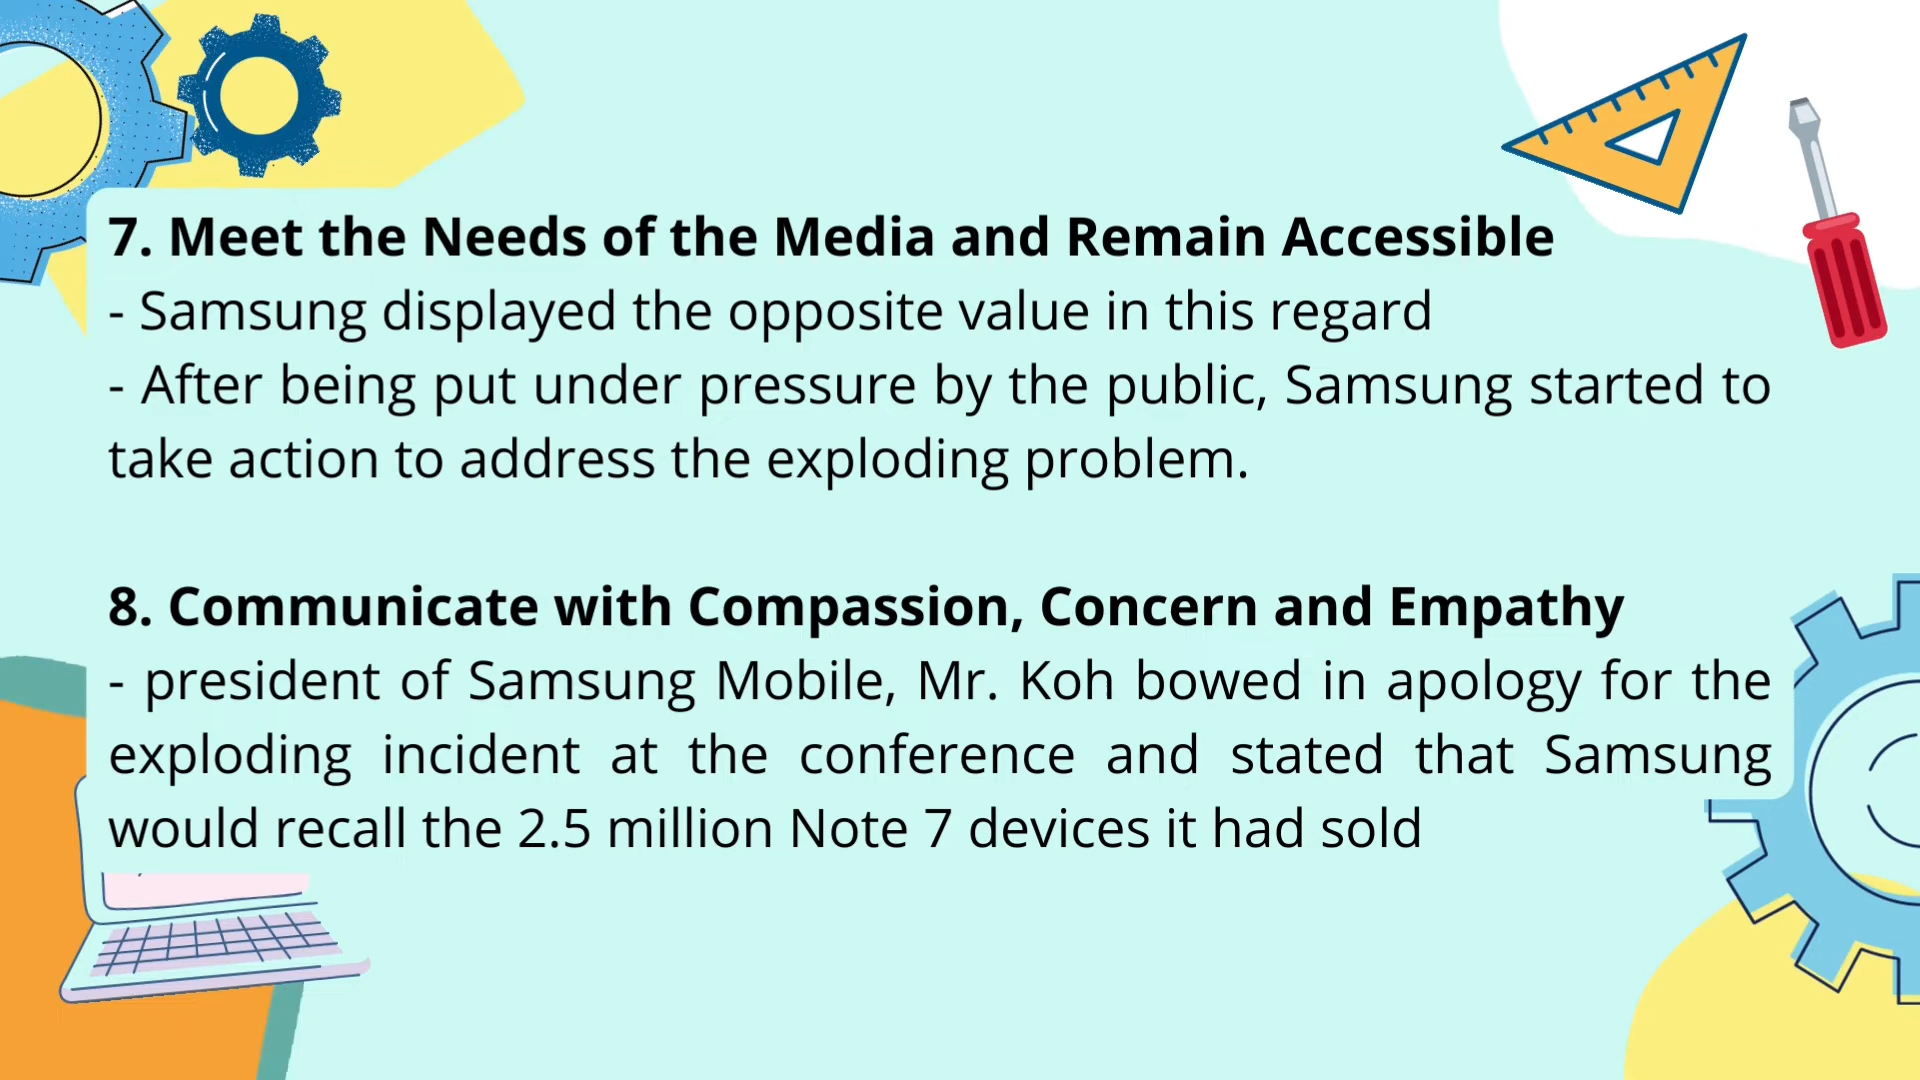 7. Meet the Needs of the Media and Remain Accessible
- Samsung displayed the opposite value in this regard
- After being put under pressure by the public, Samsung started to
take action to address the exploding problem.
8. Communicate with Compassion, Concern and Empathy
- president of Samsung Mobile, Mr. Koh bowed in apology for the
exploding incident at the conference and stated that Samsung
would recall the 2.5 million Note 7 devices it had sold